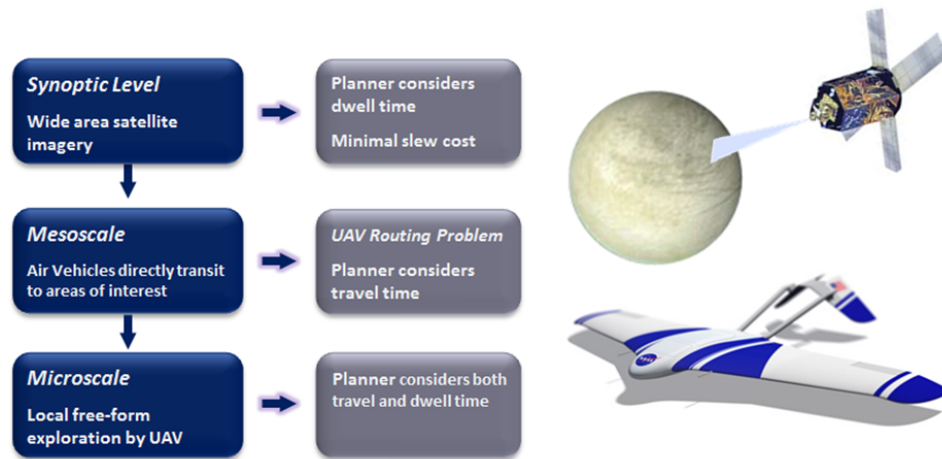 Synoptic Level
Wide area satellite
imagery
Planner considers
dwell time
Minimal slew cost
Mesoscale
Air Vehicles directly transit
to areas of interest
UAV Routing Problem
Planner considers
travel time
Microscale
Local free-form
exploration by UAV
Planner considers both
travel and dwell time
NASA